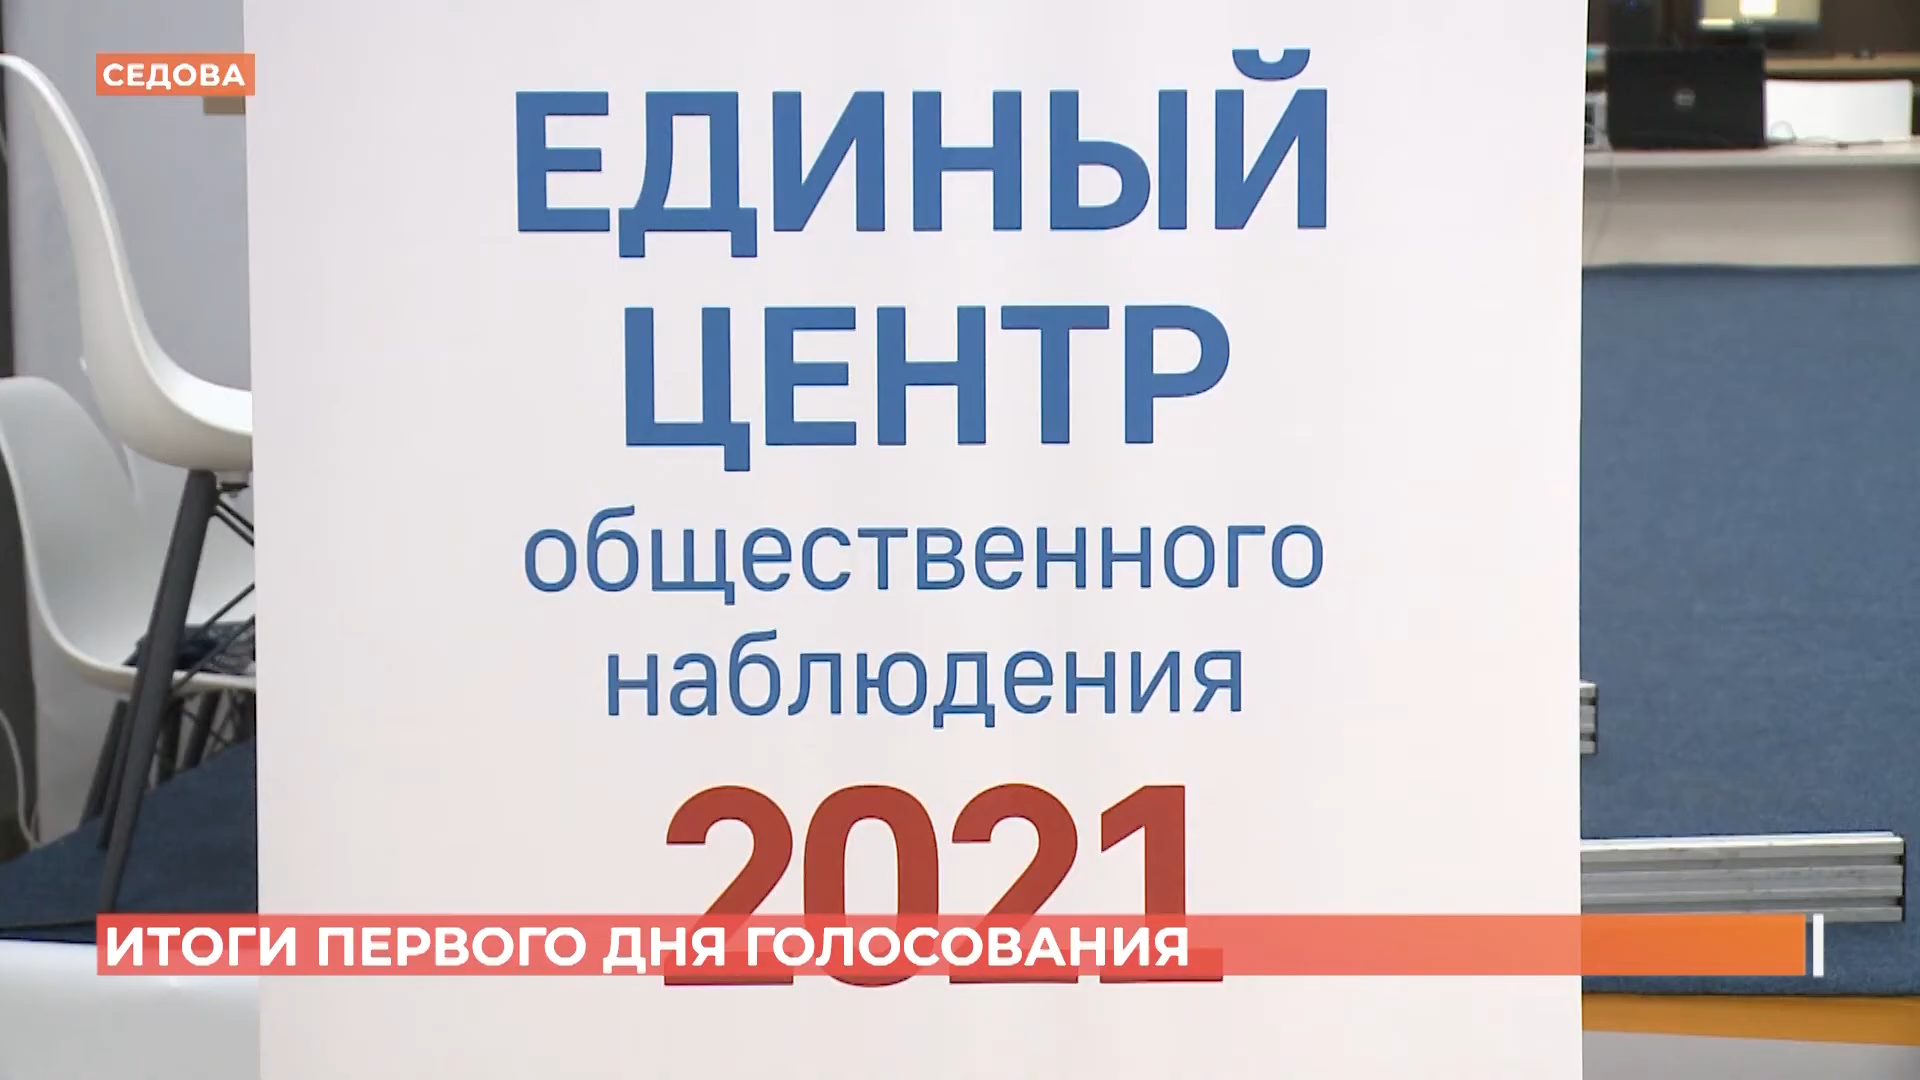 СЕДОВА
ЕДИНЫЙ
ЦЕНТР
общественного
наблюдения
2021
ИТОГИ ПЕРВОГО ДНЯ ГОЛОСОВАНИЯ